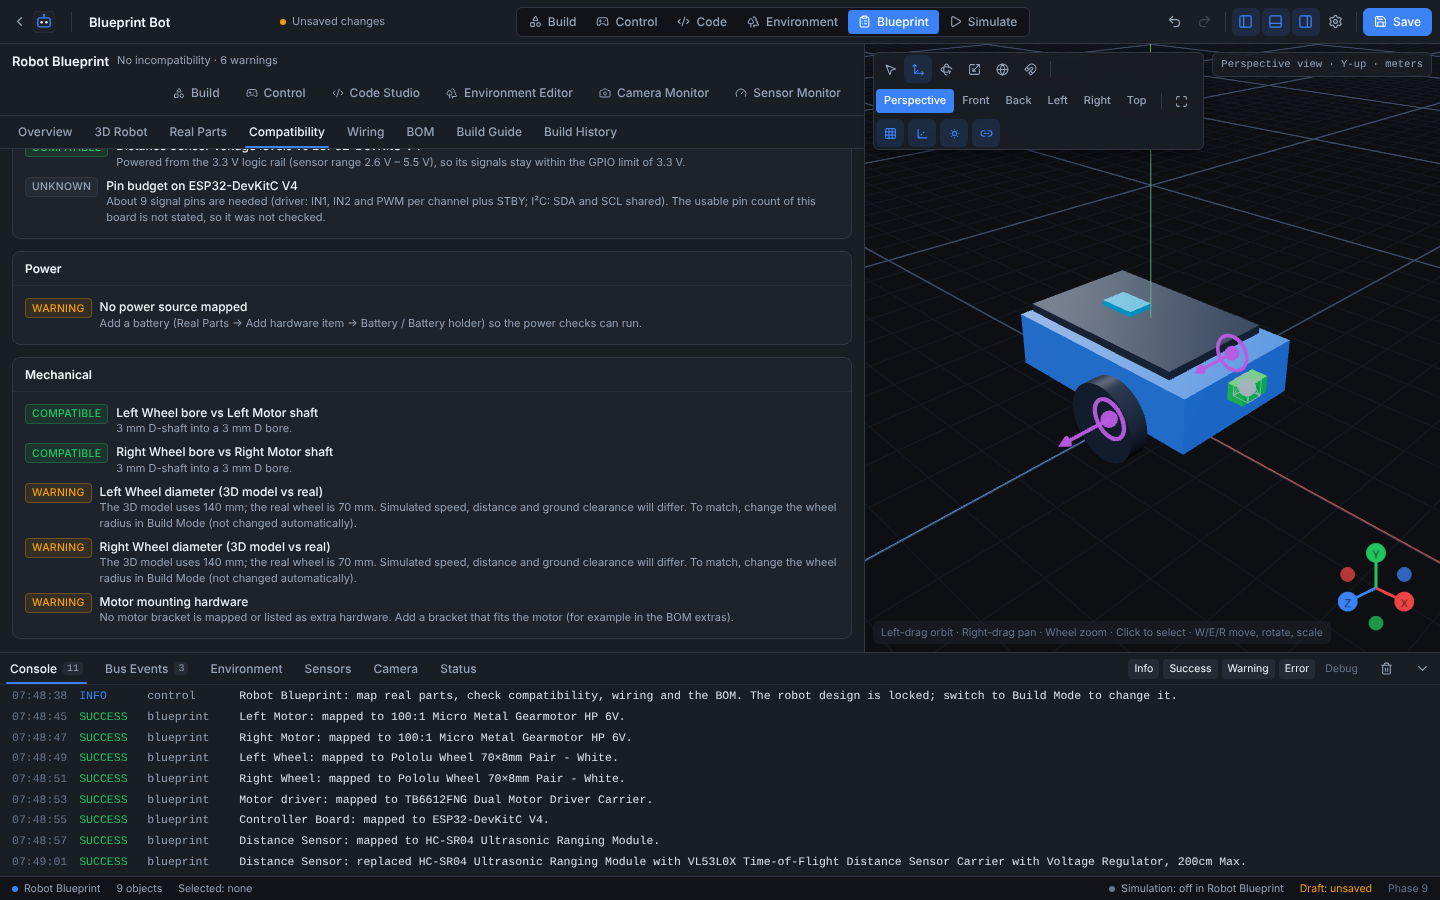 Blueprint Bot
Unsaved changes
Build
Control
Code
Environment
Blueprint
Simulate
Save
Robot Blueprint
No incompatibility · 6 warnings
Build
Control
Code Studio
Environment Editor
Camera Monitor
Sensor Monitor
Overview
3D Robot
Real Parts
Compatibility
Wiring
BOM
Build Guide
Build History
Powered from the 3.3 V logic rail (sensor range 2.6 V – 5.5 V), so its signals stay within the GPIO limit of 3.3 V.
UNKNOWN
Pin budget on ESP32-DevKitC V4
About 9 signal pins are needed (driver: IN1, IN2 and PWM per channel plus STBY; I²C: SDA and SCL shared). The usable pin count of this
board is not stated, so it was not checked.
Power
WARNING
No power source mapped
Add a battery (Real Parts → Add hardware item → Battery / Battery holder) so the power checks can run.
Mechanical
COMPATIBLE
Left Wheel bore vs Left Motor shaft
3 mm D-shaft into a 3 mm D bore.
COMPATIBLE
Right Wheel bore vs Right Motor shaft
3 mm D-shaft into a 3 mm D bore.
WARNING
Left Wheel diameter (3D model vs real)
The 3D model uses 140 mm; the real wheel is 70 mm. Simulated speed, distance and ground clearance will differ. To match, change the wheel
radius in Build Mode (not changed automatically).
WARNING
Right Wheel diameter (3D model vs real)
The 3D model uses 140 mm; the real wheel is 70 mm. Simulated speed, distance and ground clearance will differ. To match, change the wheel
radius in Build Mode (not changed automatically).
WARNING
Motor mounting hardware
No motor bracket is mapped or listed as extra hardware. Add a bracket that fits the motor (for example in the BOM extras).
Perspective view · Y-up · meters
Perspective
Front
Back
Left
Right
Top
Y
Z
X
Left-drag orbit · Right-drag pan · Wheel zoom · Click to select · W/E/R move, rotate, scale
Console 11
Bus Events 3
Environment
Sensors
Camera
Status
Info
Success
Warning
Error
Debug
07:48:38 INFO control Robot Blueprint: map real parts, check compatibility, wiring and the BOM. The robot design is locked; switch to Build Mode to change it.
07:48:45 SUCCESS blueprint Left Motor: mapped to 100:1 Micro Metal Gearmotor HP 6V.
07:48:47 SUCCESS blueprint Right Motor: mapped to 100:1 Micro Metal Gearmotor HP 6V.
07:48:49 SUCCESS blueprint Left Wheel: mapped to Pololu Wheel 70×8mm Pair - White.
07:48:51 SUCCESS blueprint Right Wheel: mapped to Pololu Wheel 70×8mm Pair - White.
07:48:53 SUCCESS blueprint Motor driver: mapped to TB6612FNG Dual Motor Driver Carrier.
07:48:55 SUCCESS blueprint Controller Board: mapped to ESP32-DevKitC V4.
07:48:57 SUCCESS blueprint Distance Sensor: mapped to HC-SR04 Ultrasonic Ranging Module.
07:49:01 SUCCESS blueprint Distance Sensor: replaced HC-SR04 Ultrasonic Ranging Module with VL53L0X Time-of-Flight Distance Sensor Carrier with Voltage Regulator, 200cm Max.
Robot Blueprint
9 objects
Selected: none
Simulation: off in Robot Blueprint
Draft: unsaved
Phase 9